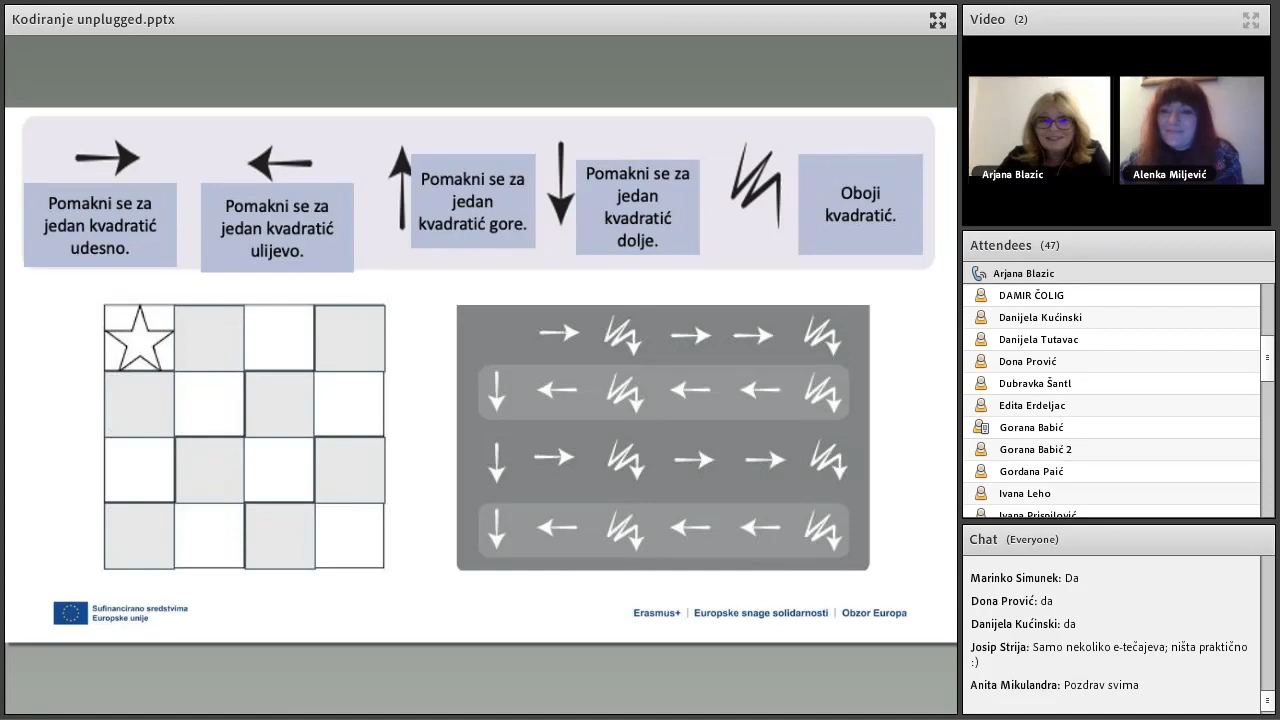 Kodiranje unplugged.pptx
Pomakni se za
jedan kvadratić
udesno.
Pomakni se za
jedan kvadratić
ulijevo.
Pomakni se za
jedan
kvadratić gore.
Pomakni se za
jedan
kvadratić
dolje.
Oboji
kvadratić.
Sufinancirano sredstvima
Europske unije
Erasmus+ | Europske snage solidarnosti | Obzor Europa
Video (2)
Arjana Blazic
Alenka Miljević
Attendees (47)
Arjana Blazic
DAMIR ČOLIG
Danijela Kućinski
Danijela Tutavac
Dona Prović
Dubravka Šantl
Edita Erdeljac
Gorana Babić
Gorana Babić 2
Gordana Paić
Ivana Leho
Ivana Prispilović
Chat (Everyone)
Marinko Simunek: Da
Dona Prović: da
Danijela Kućinski: da
Josip Strija: Samo nekoliko e-tečajeva; ništa praktično
:)
Anita Mikulandra: Pozdrav svima